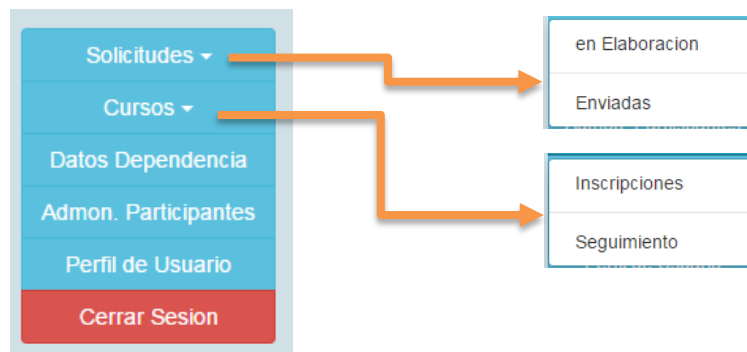 Solicitudes
Cursos
Datos Dependencia
Admon. Participantes
Perfil de Usuario
Cerrar Sesion
en Elaboracion
Enviadas
Inscripciones
Seguimiento